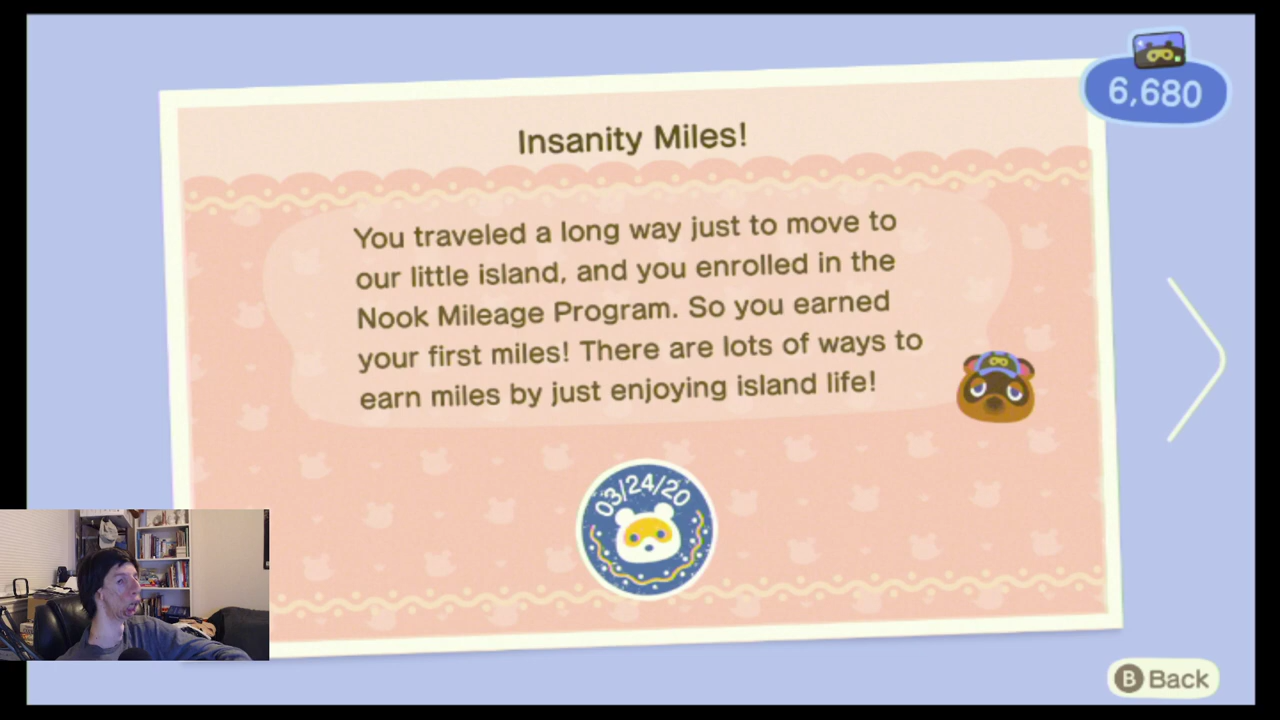 6,680
Insanity Miles!
You traveled a long way just to move to
our little island, and you enrolled in the
Nook Mileage Program. So you earned
your first miles! There are lots of ways to
earn miles by just enjoying island life!
03/24/20
B Back